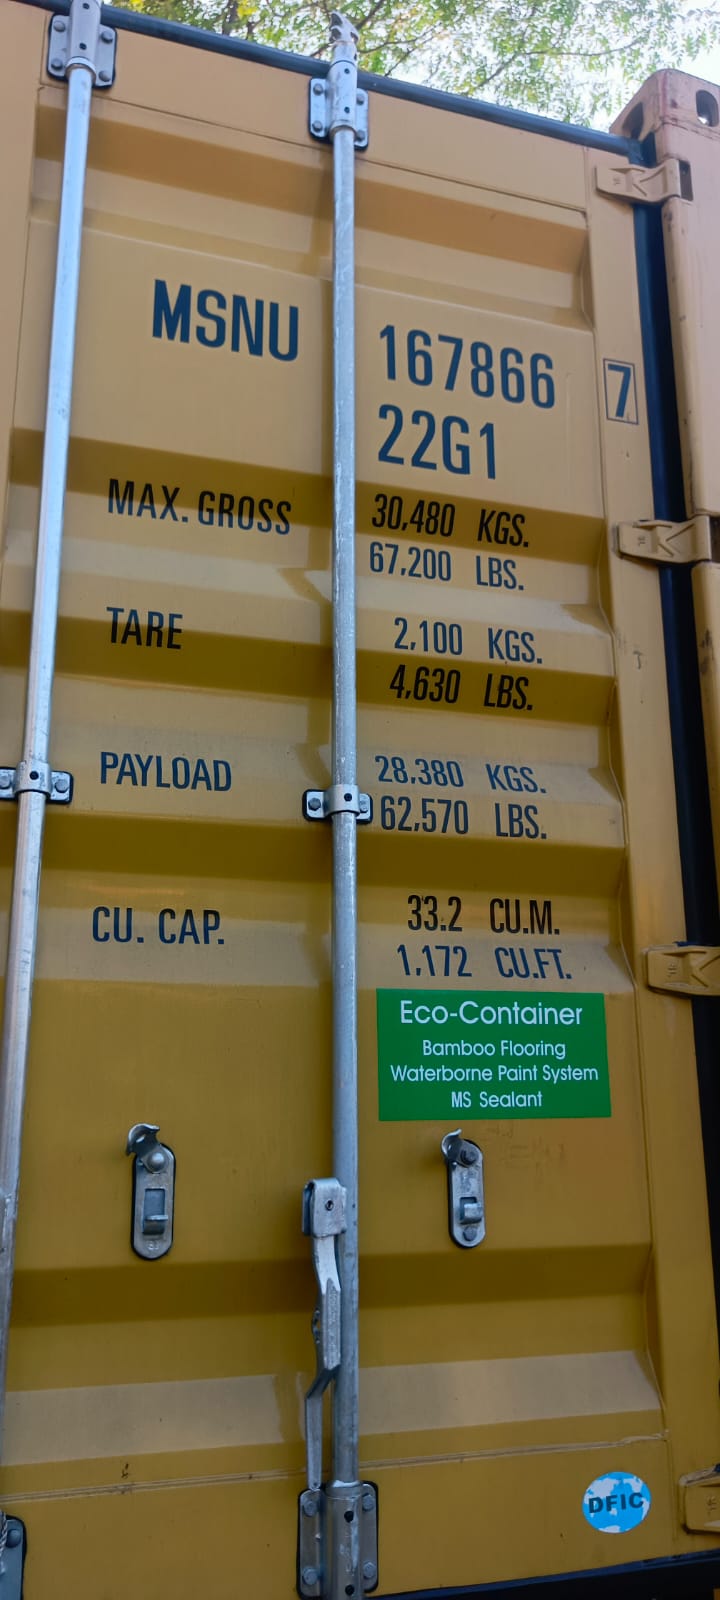 MSNU 167866 7
22G1
MAX. GROSS 30,480 KGS.
67,200 LBS.
TARE 2,100 KGS.
4,630 LBS.
PAYLOAD 28,380 KGS.
62,570 LBS.
CU. CAP. 33.2 CU.M.
1,172 CU.FT.
Eco-Container
Bamboo Flooring
Waterborne Paint System
MS Sealant
DFIC